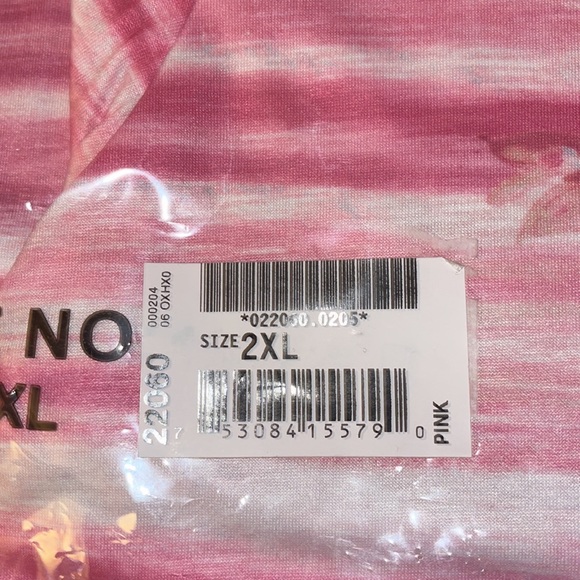 000204
06 OXHX0
22060
*022060.0205*
SIZE 2XL
7 53084 15579 0
PINK
NO
XL